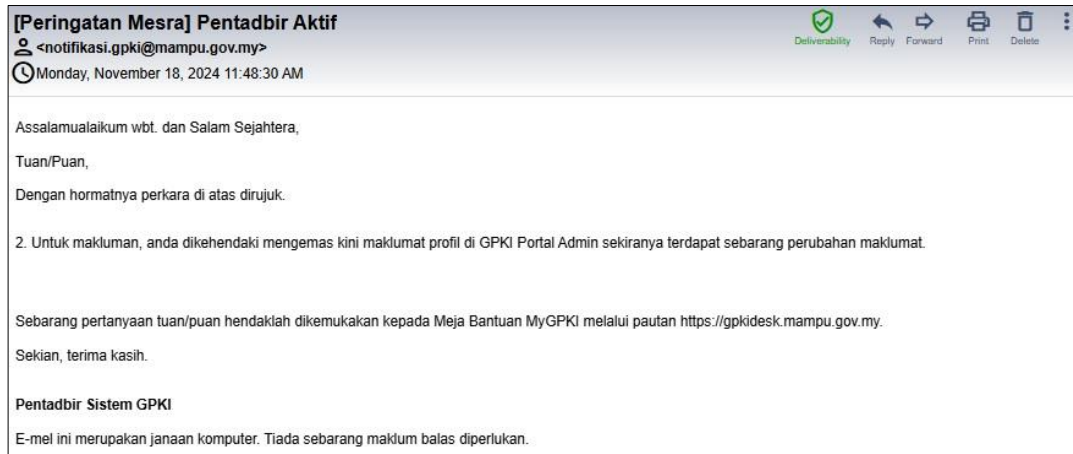 [Peringatan Mesra] Pentadbir Aktif
<notifikasi.gpki@mampu.gov.my>
Monday, November 18, 2024 11:48:30 AM
Deliverability Reply Forward Print Delete
Assalamualaikum wbt. dan Salam Sejahtera,
Tuan/Puan,
Dengan hormatnya perkara di atas dirujuk.
2. Untuk makluman, anda dikehendaki mengemas kini maklumat profil di GPKI Portal Admin sekiranya terdapat sebarang perubahan maklumat.
Sebarang pertanyaan tuan/puan hendaklah dikemukakan kepada Meja Bantuan MyGPKI melalui pautan https://gpkidesk.mampu.gov.my.
Sekian, terima kasih.
Pentadbir Sistem GPKI
E-mel ini merupakan janaan komputer. Tiada sebarang maklum balas diperlukan.